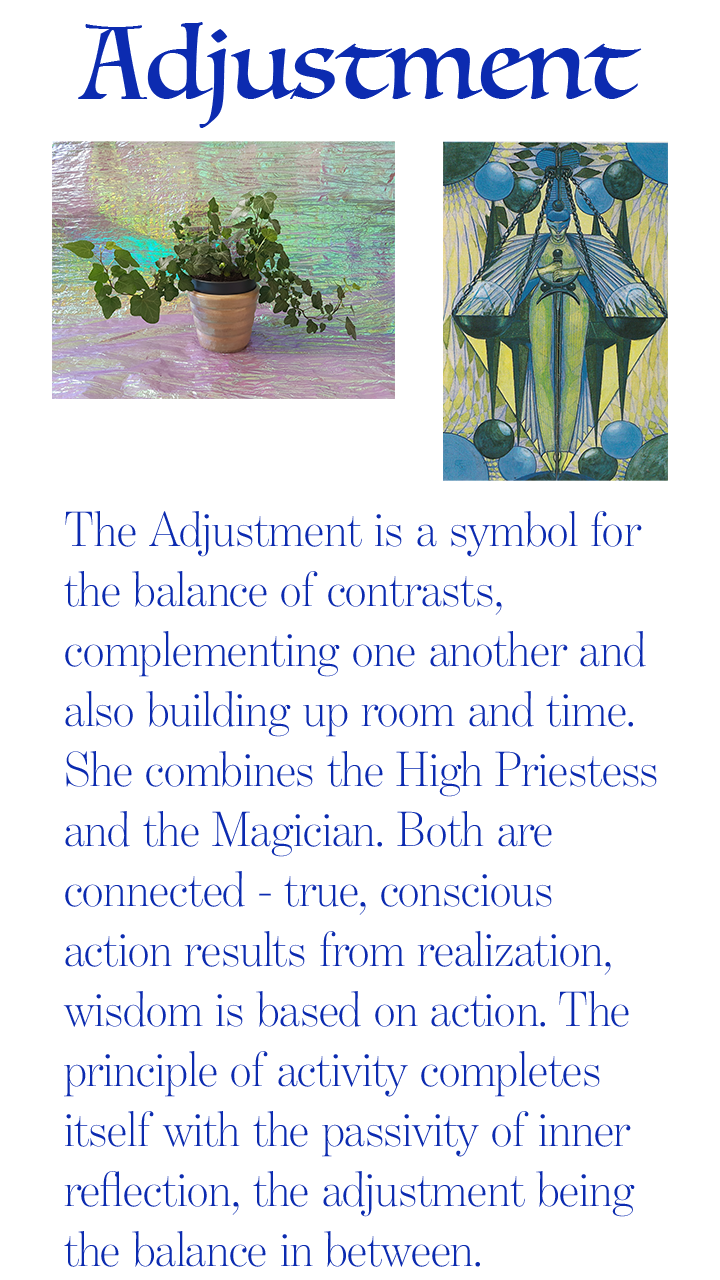 Adjustment
The Adjustment is a symbol for
the balance of contrasts,
complementing one another and
also building up room and time.
She combines the High Priestess
and the Magician. Both are
connected - true, conscious
action results from realization,
wisdom is based on action. The
principle of activity completes
itself with the passivity of inner
reflection, the adjustment being
the balance in between.